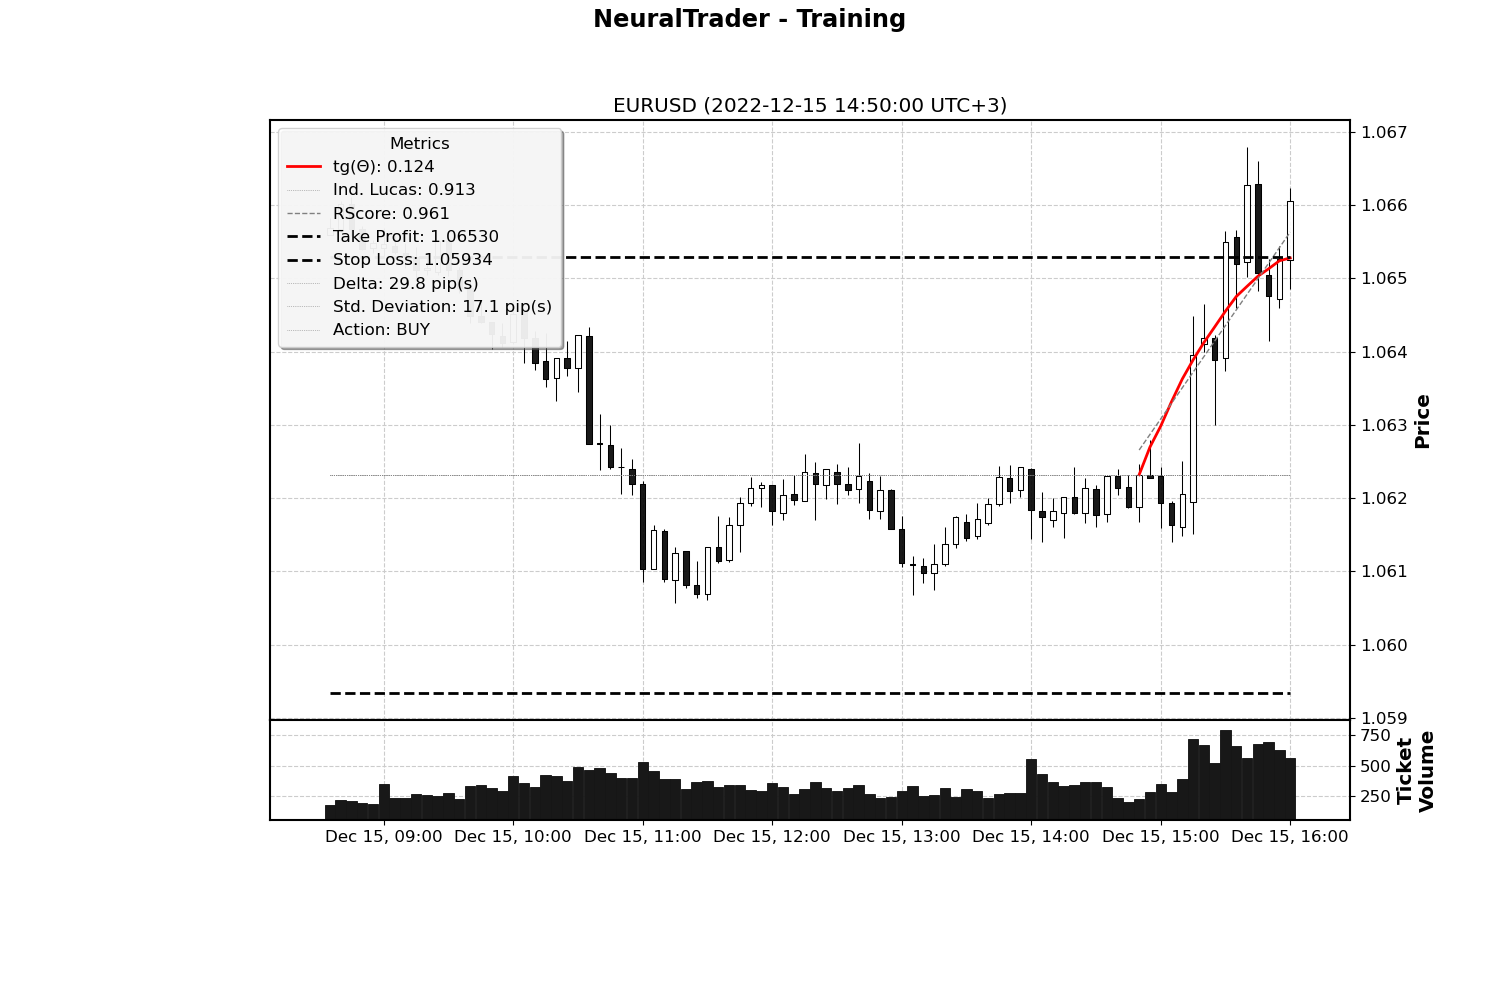 NeuralTrader - Training
EURUSD (2022-12-15 14:50:00 UTC+3)
Metrics
tg(Θ): 0.124
Ind. Lucas: 0.913
RScore: 0.961
Take Profit: 1.06530
Stop Loss: 1.05934
Delta: 29.8 pip(s)
Std. Deviation: 17.1 pip(s)
Action: BUY
1.067
1.066
1.065
1.064
1.063
1.062
1.061
1.060
1.059
Price
750
500
250
Ticket
Volume
Dec 15, 09:00
Dec 15, 10:00
Dec 15, 11:00
Dec 15, 12:00
Dec 15, 13:00
Dec 15, 14:00
Dec 15, 15:00
Dec 15, 16:00